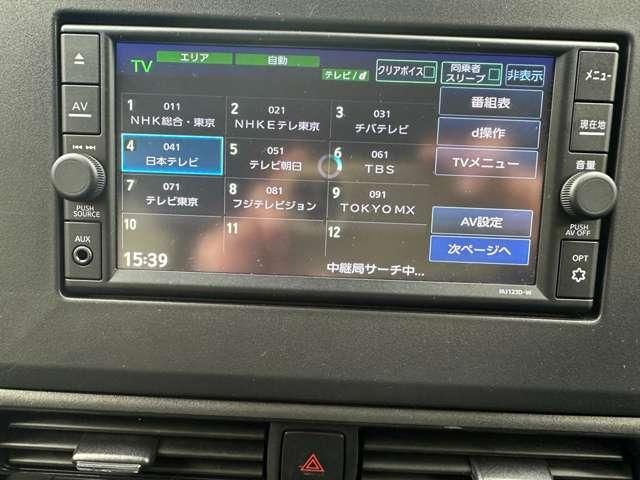 TV
エリア
自動
テレビ/d
クリアボイス
同乗者
スリープ
非表示
メニュー
AV
現在地
1 011
NHK総合・東京
2 021
NHKEテレ東京
3 031
チバテレビ
番組表
d操作
4 041
日本テレビ
5 051
テレビ朝日
6 061
TBS
TVメニュー
音量
7 071
テレビ東京
8 081
フジテレビジョン
9 091
TOKYO MX
PUSH
SOURCE
AV設定
PUSH
AV OFF
10
11
12
次ページへ
AUX
15:39
中継局サーチ中...
OPT